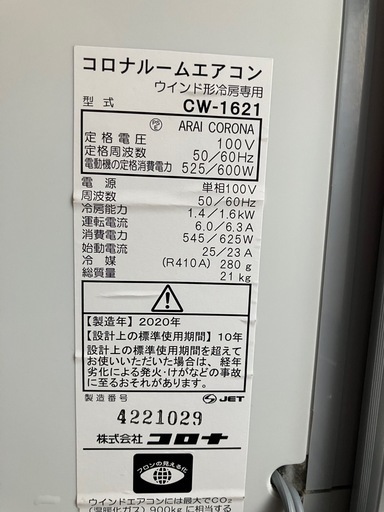 コロナルームエアコン
ウインド形冷房専用
型式 CW-1621
PS E ARAI CORONA
定格電圧 100V
定格周波数 50/60Hz
電動機の定格消費電力 525/600W
電源 単相100V
周波数 50/60Hz
冷房能力 1.4/1.6kW
運転電流 6.0/6.3A
消費電力 545/625W
始動電流 25/23A
冷媒 (R410A) 280g
総質量 21kg
【製造年】2020年
【設計上の標準使用期間】10年
設計上の標準使用期間を超えて
お使いいただいた場合は、経年
劣化による発火・けがなどの事故
に至るおそれがあります。
製造番号 JET
4221029
株式会社コロナ
フロンの見える化
ウインドエアコンには最大でCO₂
(温暖化ガス) 900kgに相当する